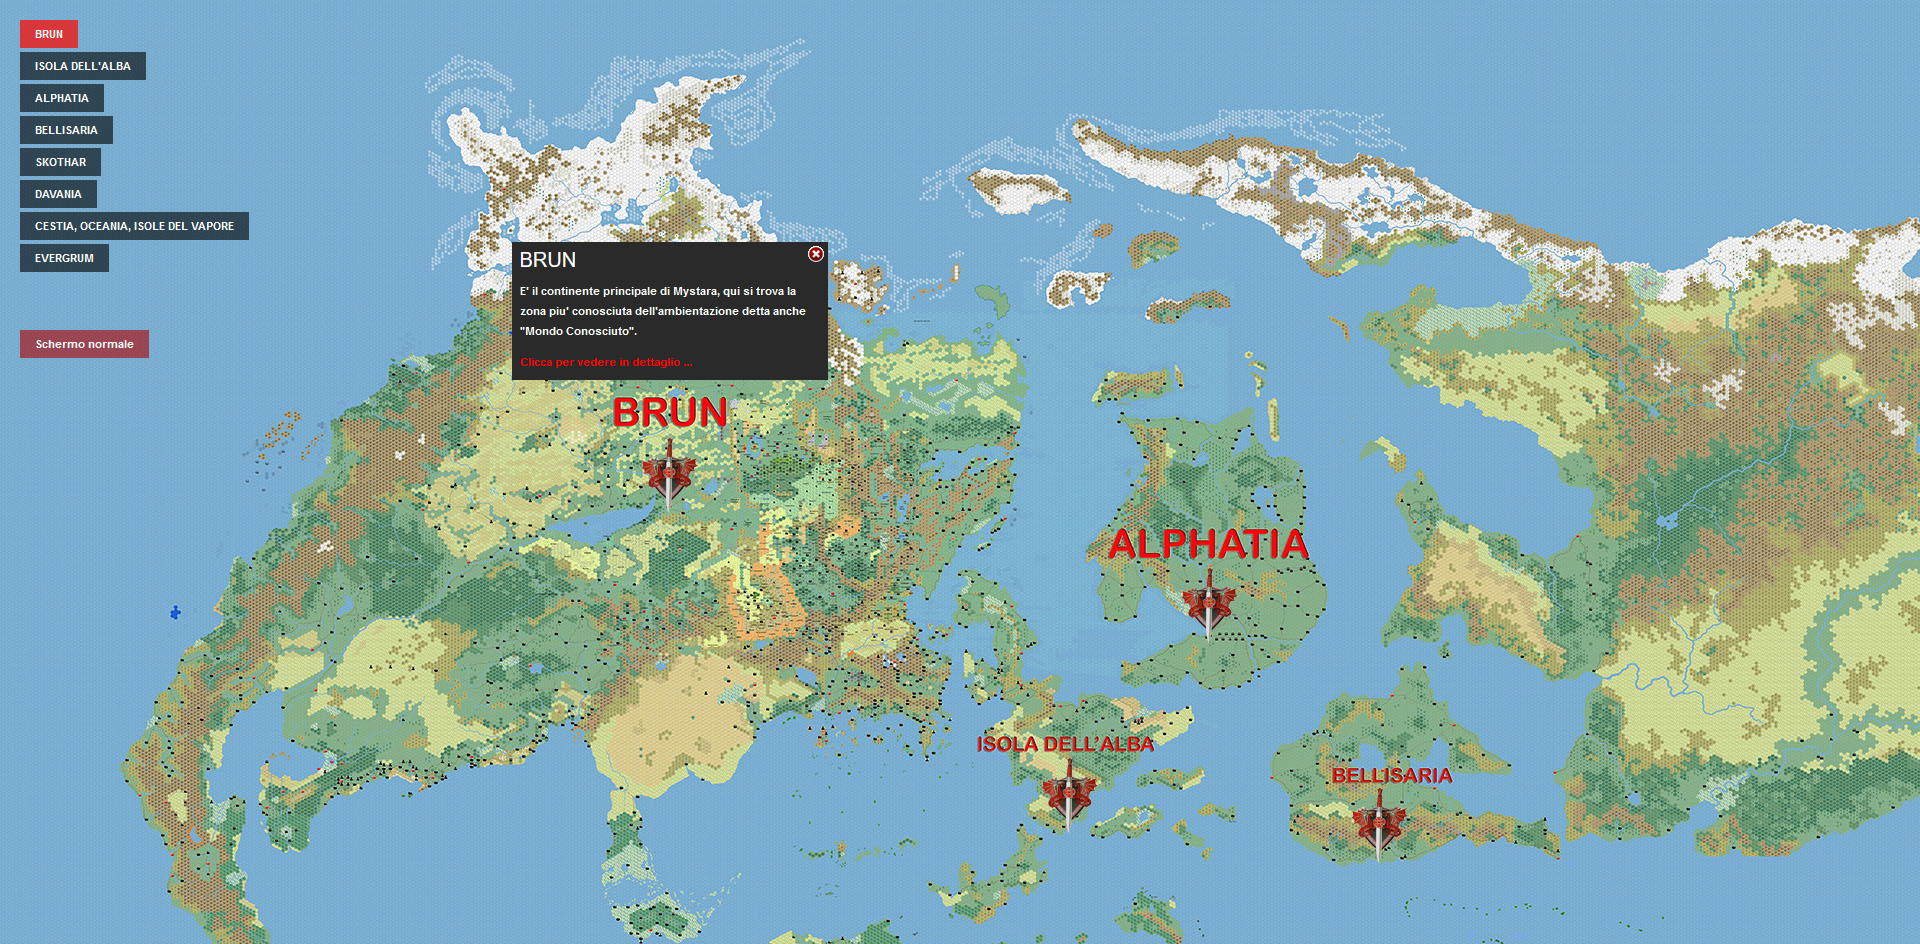 BRUN
ISOLA DELL'ALBA
ALPHATIA
BELLISARIA
SKOTHAR
DAVANIA
CESTIA, OCEANIA, ISOLE DEL VAPORE
EVERGRUM
Schermo normale
BRUN
E' il continente principale di Mystara, qui si trova la
zona piu' conosciuta dell'ambientazione detta anche
"Mondo Conosciuto".
Clicca per vedere in dettaglio ...
BRUN
ALPHATIA
ISOLA DELL'ALBA
BELLISARIA